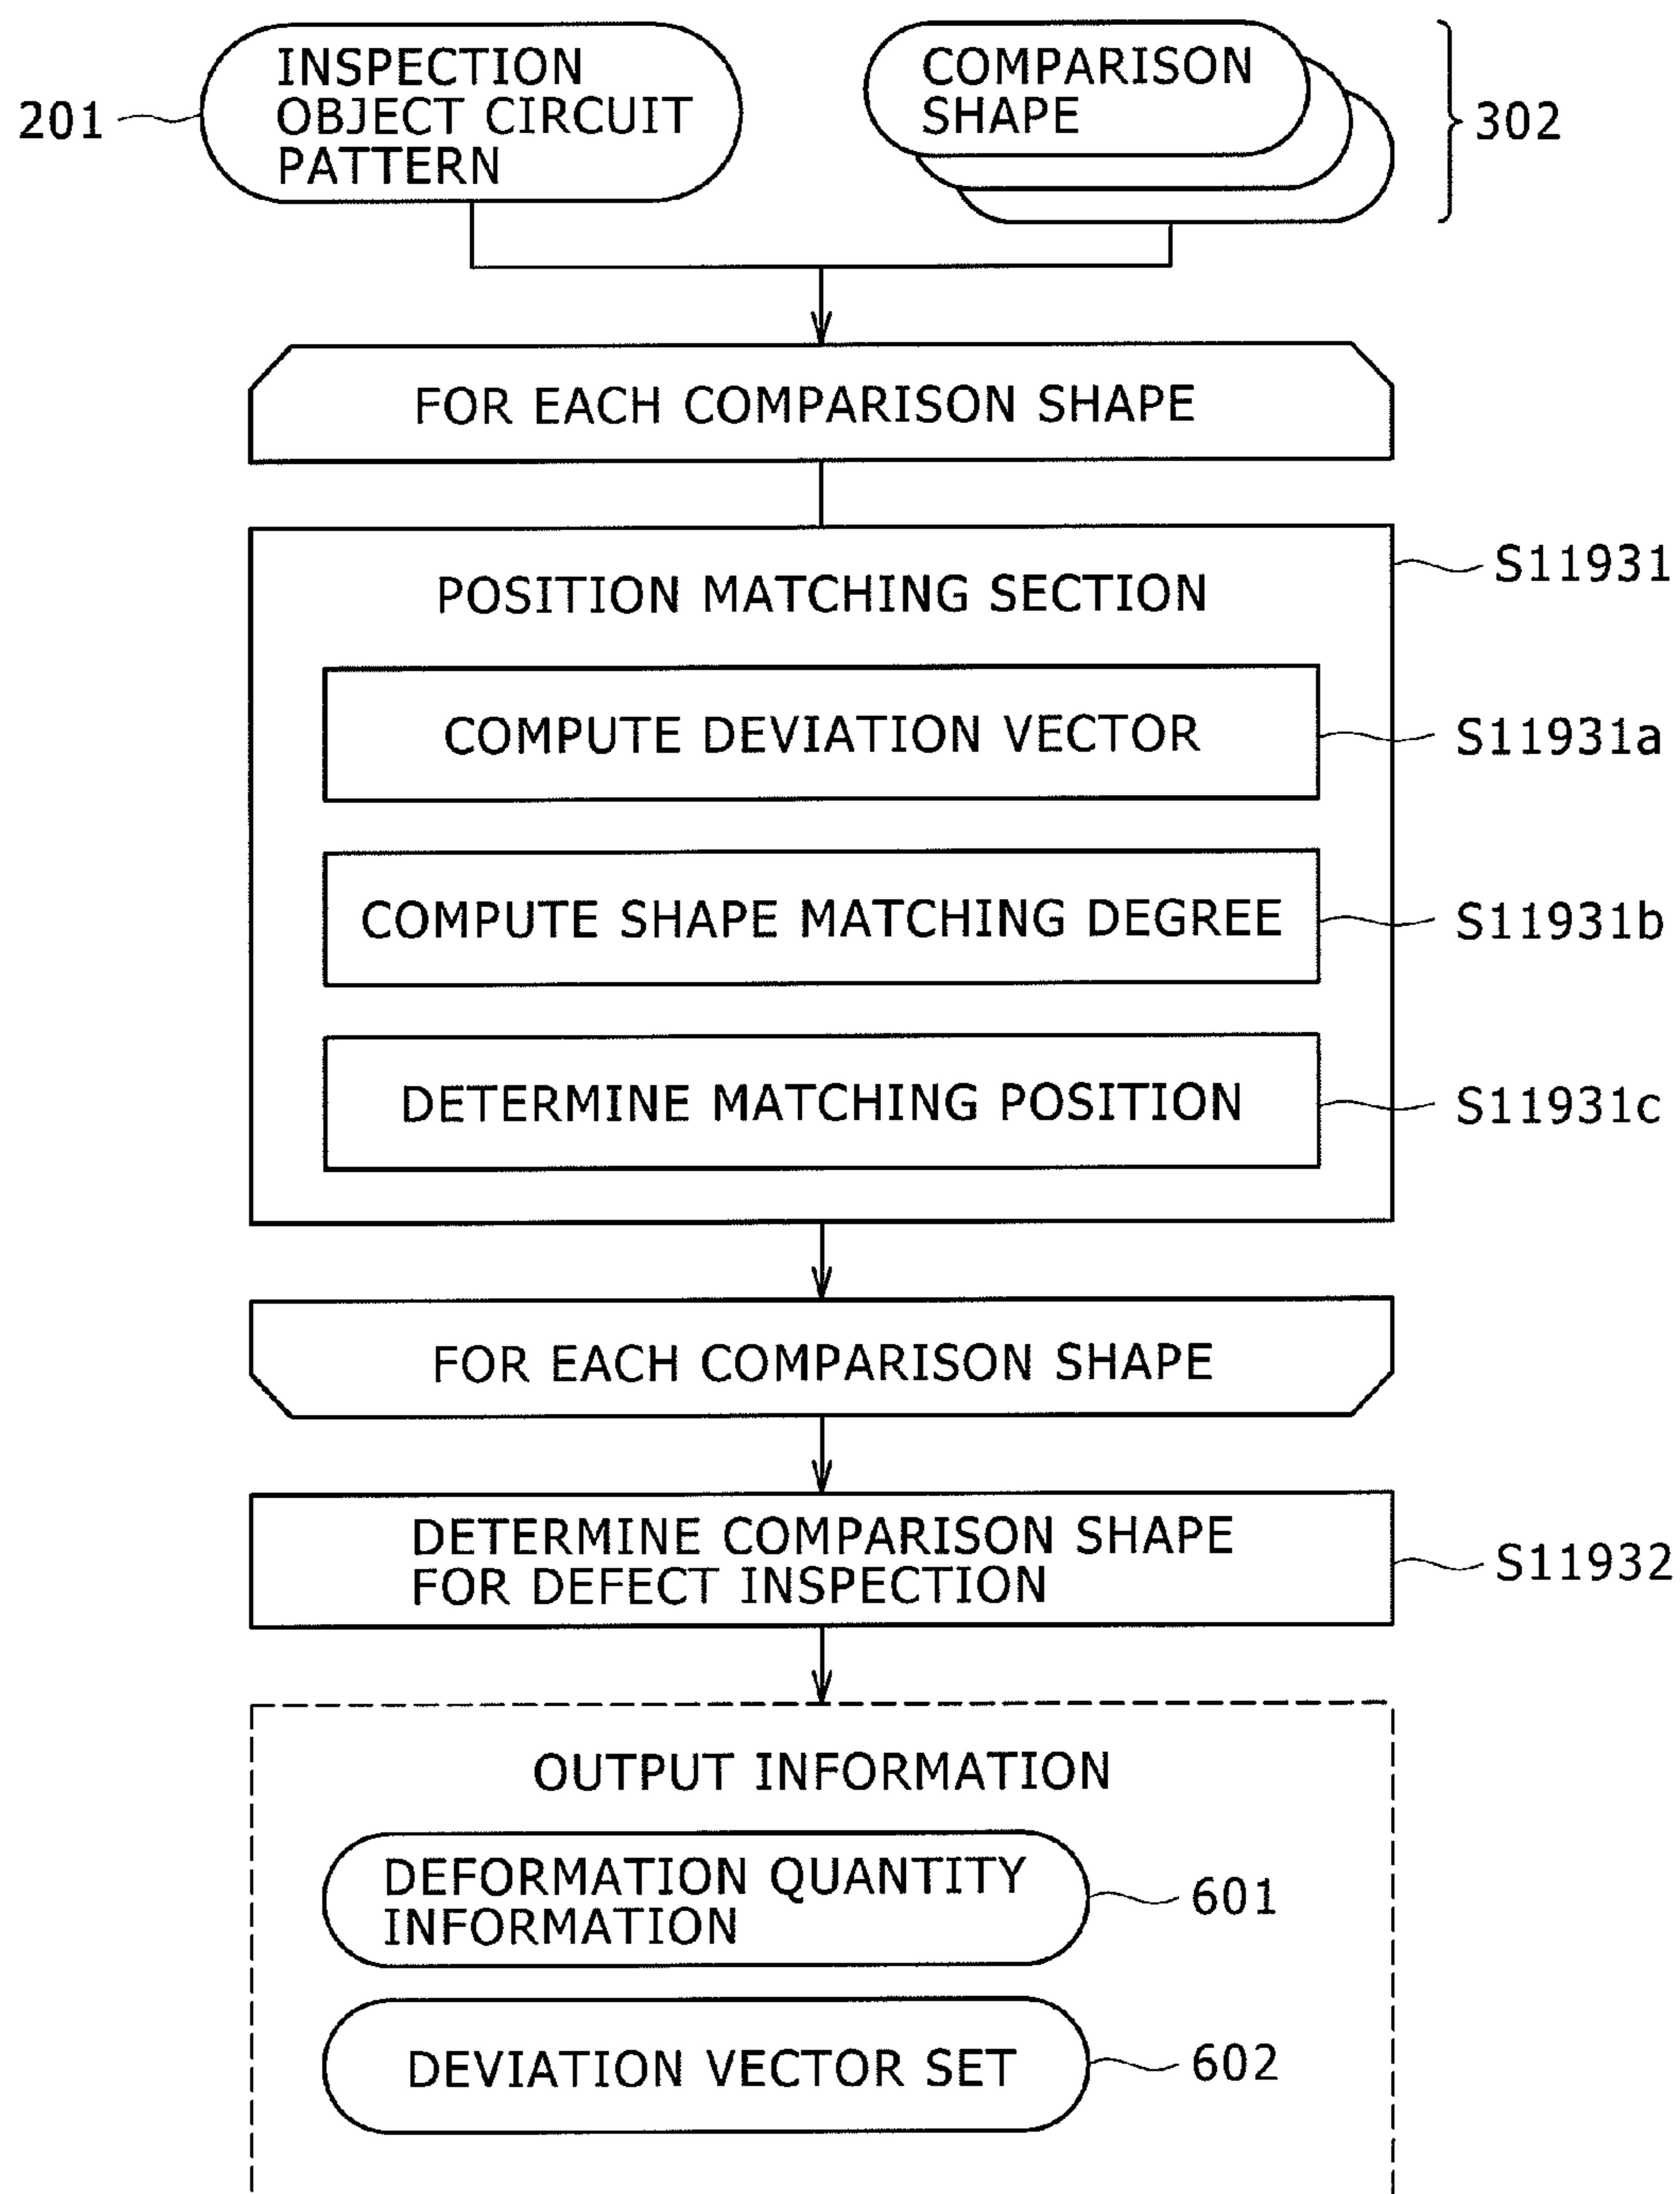 INSPECTION
OBJECT CIRCUIT
PATTERN
201
COMPARISON
SHAPE
302
FOR EACH COMPARISON SHAPE
POSITION MATCHING SECTION
S11931
COMPUTE DEVIATION VECTOR
S11931a
COMPUTE SHAPE MATCHING DEGREE
S11931b
DETERMINE MATCHING POSITION
S11931c
FOR EACH COMPARISON SHAPE
DETERMINE COMPARISON SHAPE
FOR DEFECT INSPECTION
S11932
OUTPUT INFORMATION
DEFORMATION QUANTITY
INFORMATION
601
DEVIATION VECTOR SET
602